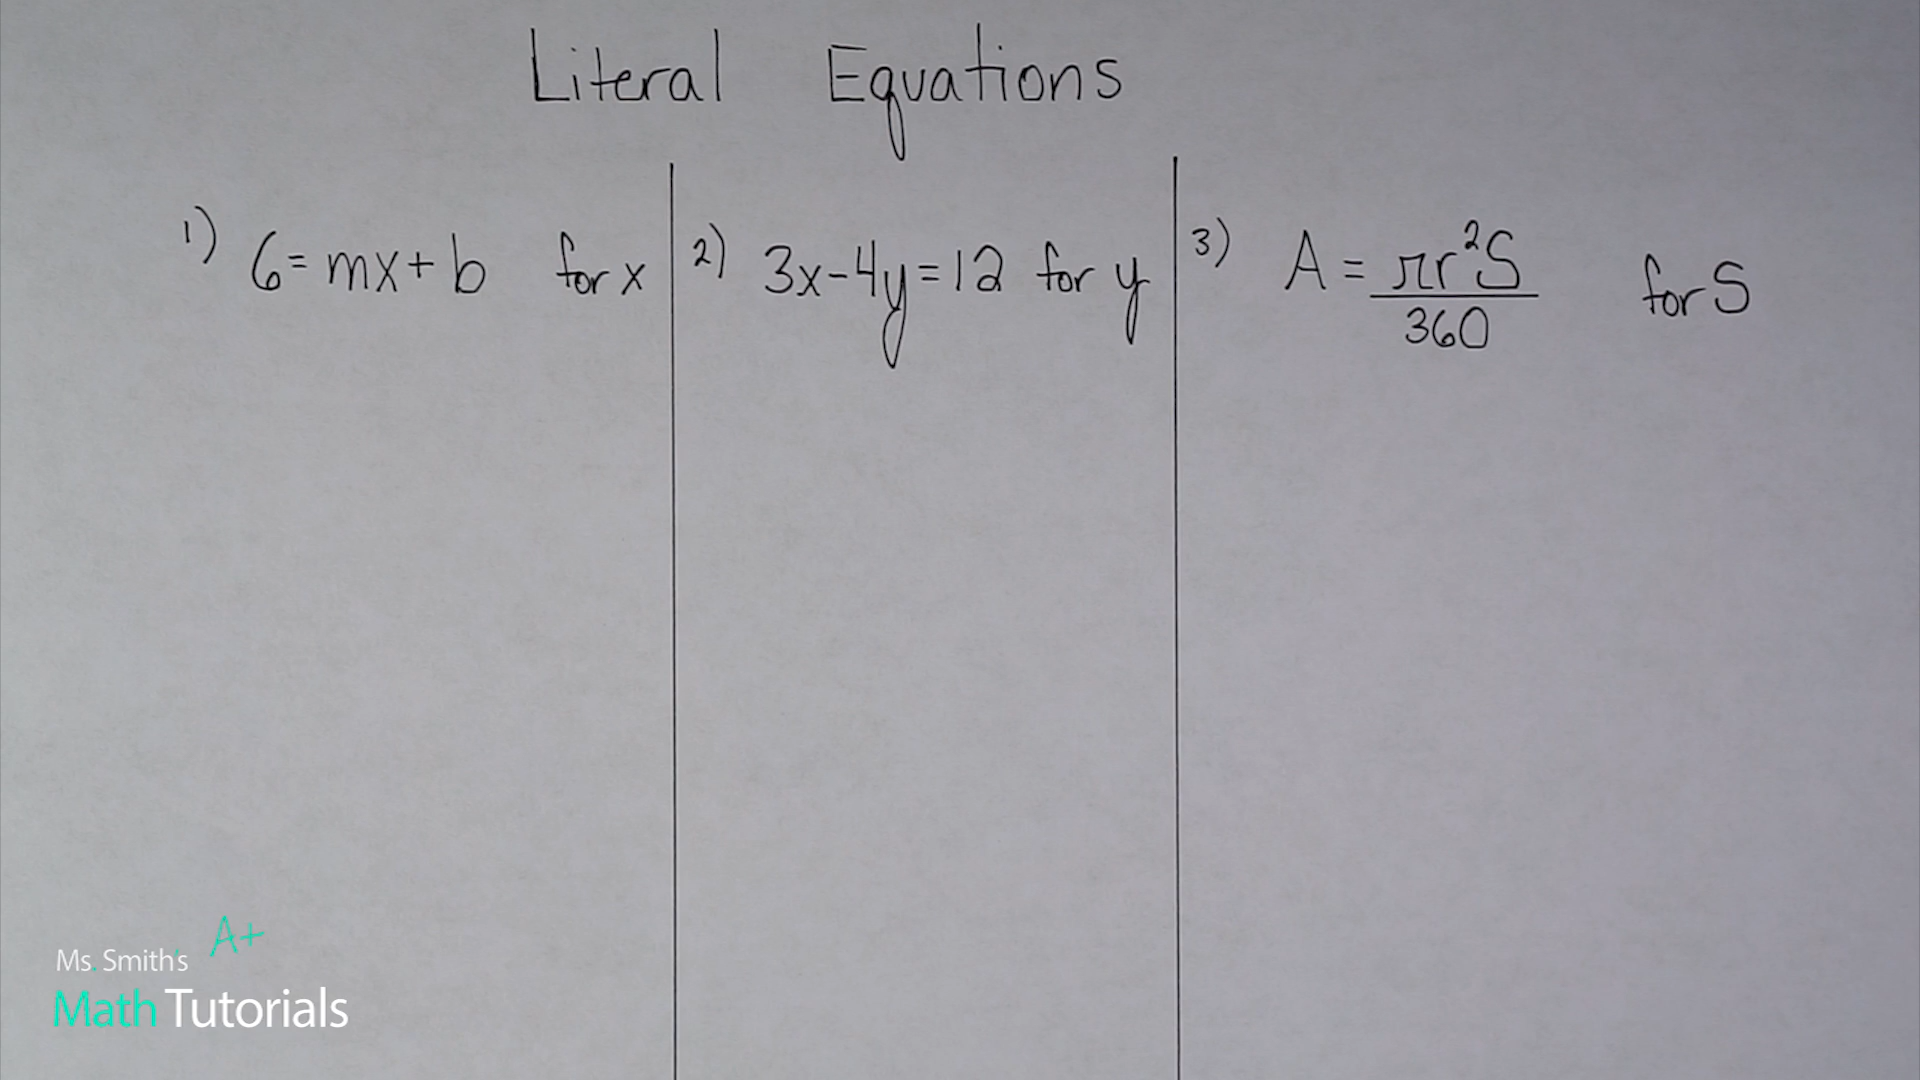 Literal Equations
1) 6=mx+b for x
2) 3x-4y=12 for y
3) A=πr²S/360 for S
A+
Ms. Smith's
Math Tutorials